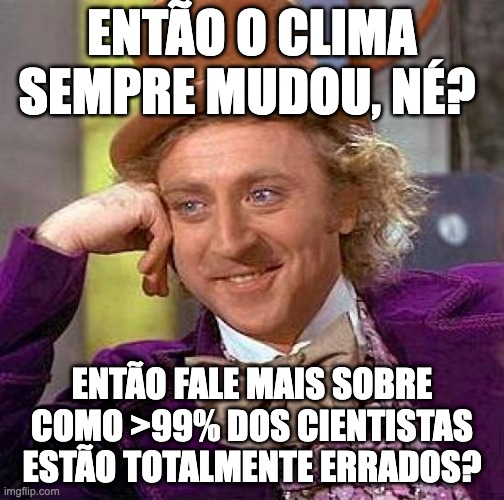 ENTÃO O CLIMA
SEMPRE MUDOU, NÉ?
ENTÃO FALE MAIS SOBRE
COMO >99% DOS CIENTISTAS
ESTÃO TOTALMENTE ERRADOS?
imgflip.com